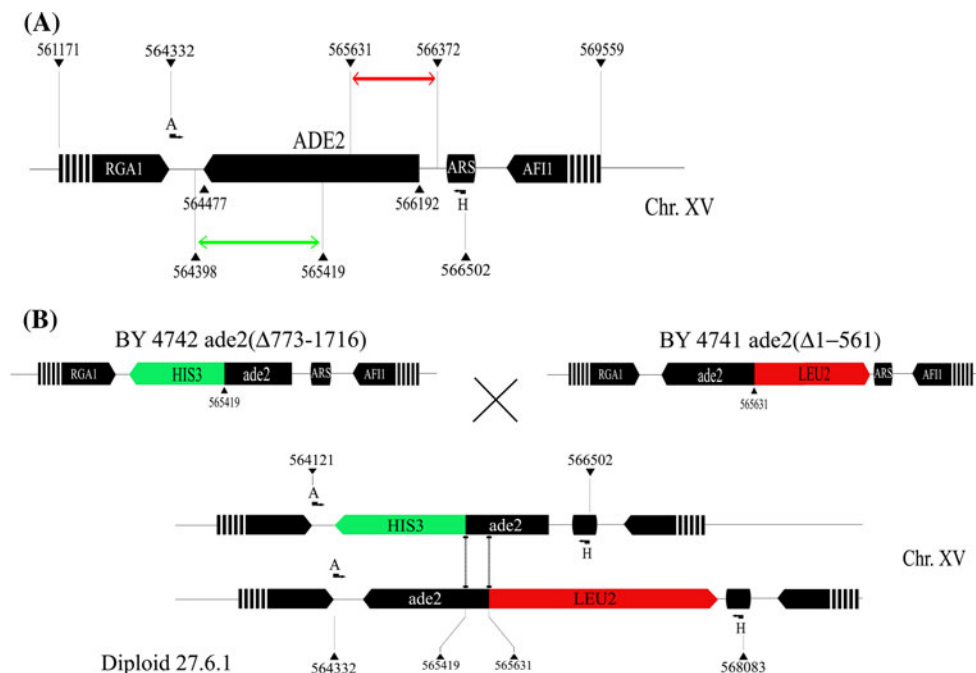 (A)
561171 564332 565631 566372 569559
A
ADE2
RGA1 ARS AFI1
564477 566192 H
Chr. XV
564398 565419 566502
(B)
BY 4742 ade2(Δ773-1716) BY 4741 ade2(Δ1–561)
RGA1 HIS3 ade2 ARS AFI1 RGA1 ade2 LEU2 ARS AFI1
565419 565631
564121 566502
A
HIS3 ade2
H
Chr. XV
A
ade2 LEU2
H
Diploid 27.6.1 564332 565419 565631 568083